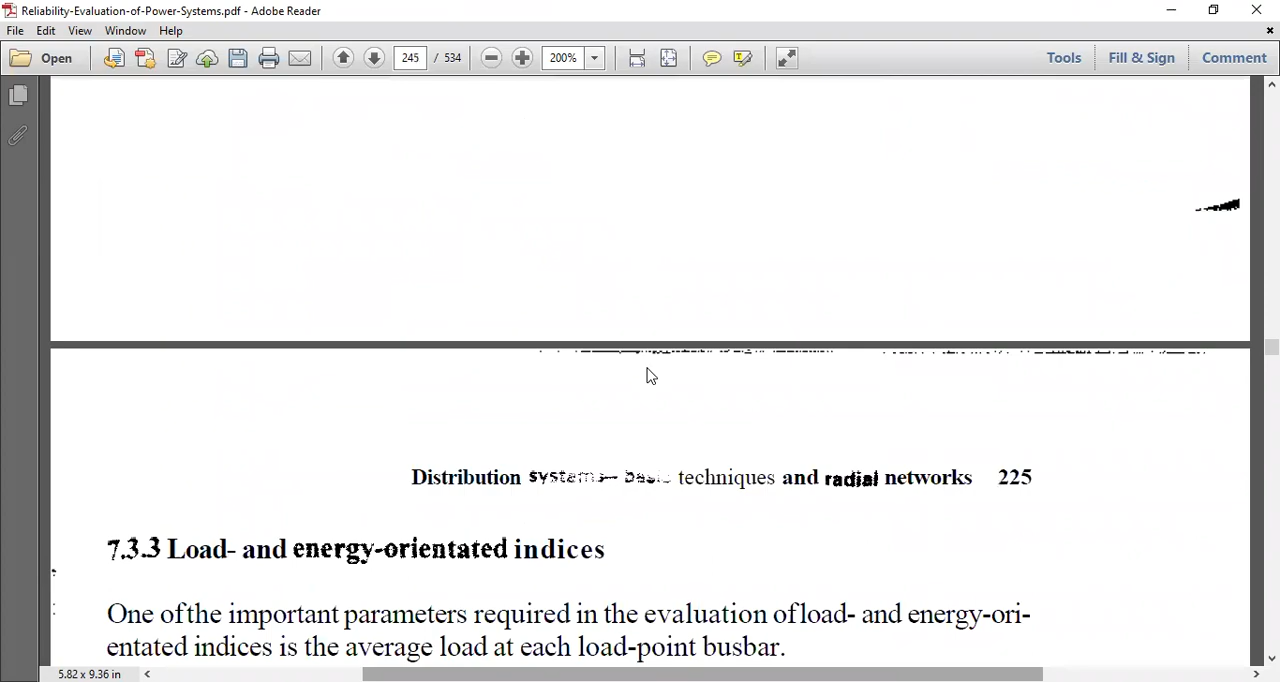 Reliability-Evaluation-of-Power-Systems.pdf - Adobe Reader
File Edit View Window Help
Open 245 / 534 200% Tools Fill & Sign Comment
Distribution systems— basic techniques and radial networks 225
7.3.3 Load- and energy-orientated indices
One of the important parameters required in the evaluation of load- and energy-ori-
entated indices is the average load at each load-point busbar.
5.82 x 9.36 in